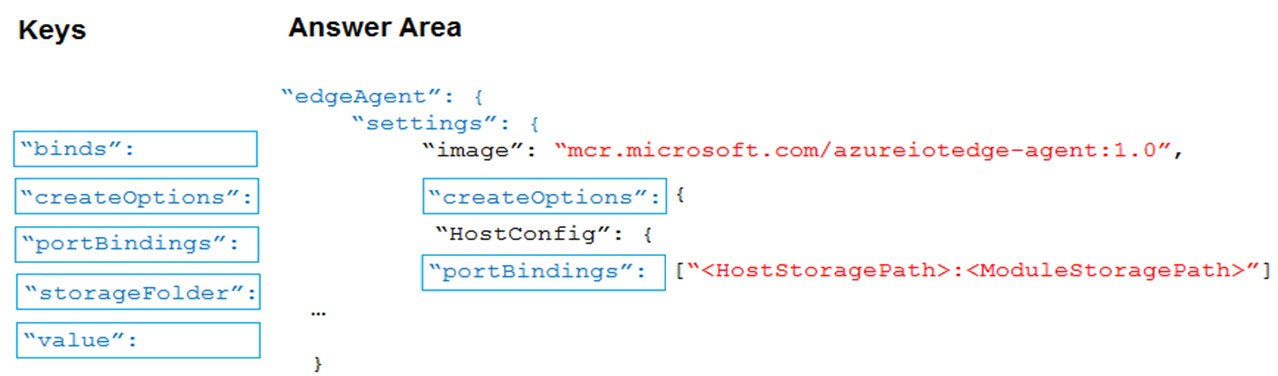 Keys
Answer Area
“edgeAgent”: {
“settings”: {
“binds”:
“image”: “mcr.microsoft.com/azureiotedge-agent:1.0”,
“createOptions”:
“createOptions”: {
“portBindings”:
“HostConfig”: {
“portBindings”: [“<HostStoragePath>:<ModuleStoragePath>”]
“storageFolder”:
…
“value”:
}